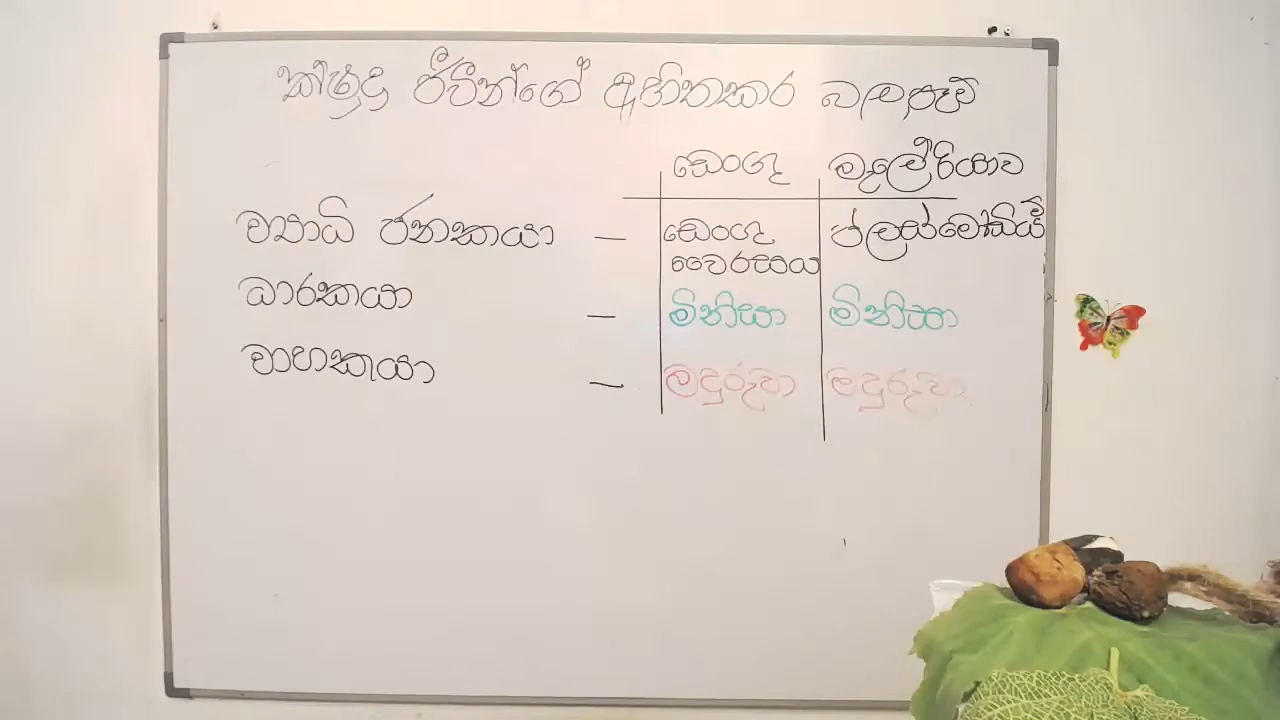 ක්ෂුද්‍ර ජීවීන්ගේ අහිතකර බලපෑම්
ඩෙංගු මැලේරියාව
ව්‍යාධි ජනකයා – ඩෙංගු ප්ලාස්මෝඩියම්
වෛරසය
ධාරකයා – මිනිසා මිනිසා
වාහකයා – මදුරුවා මදුරුවා